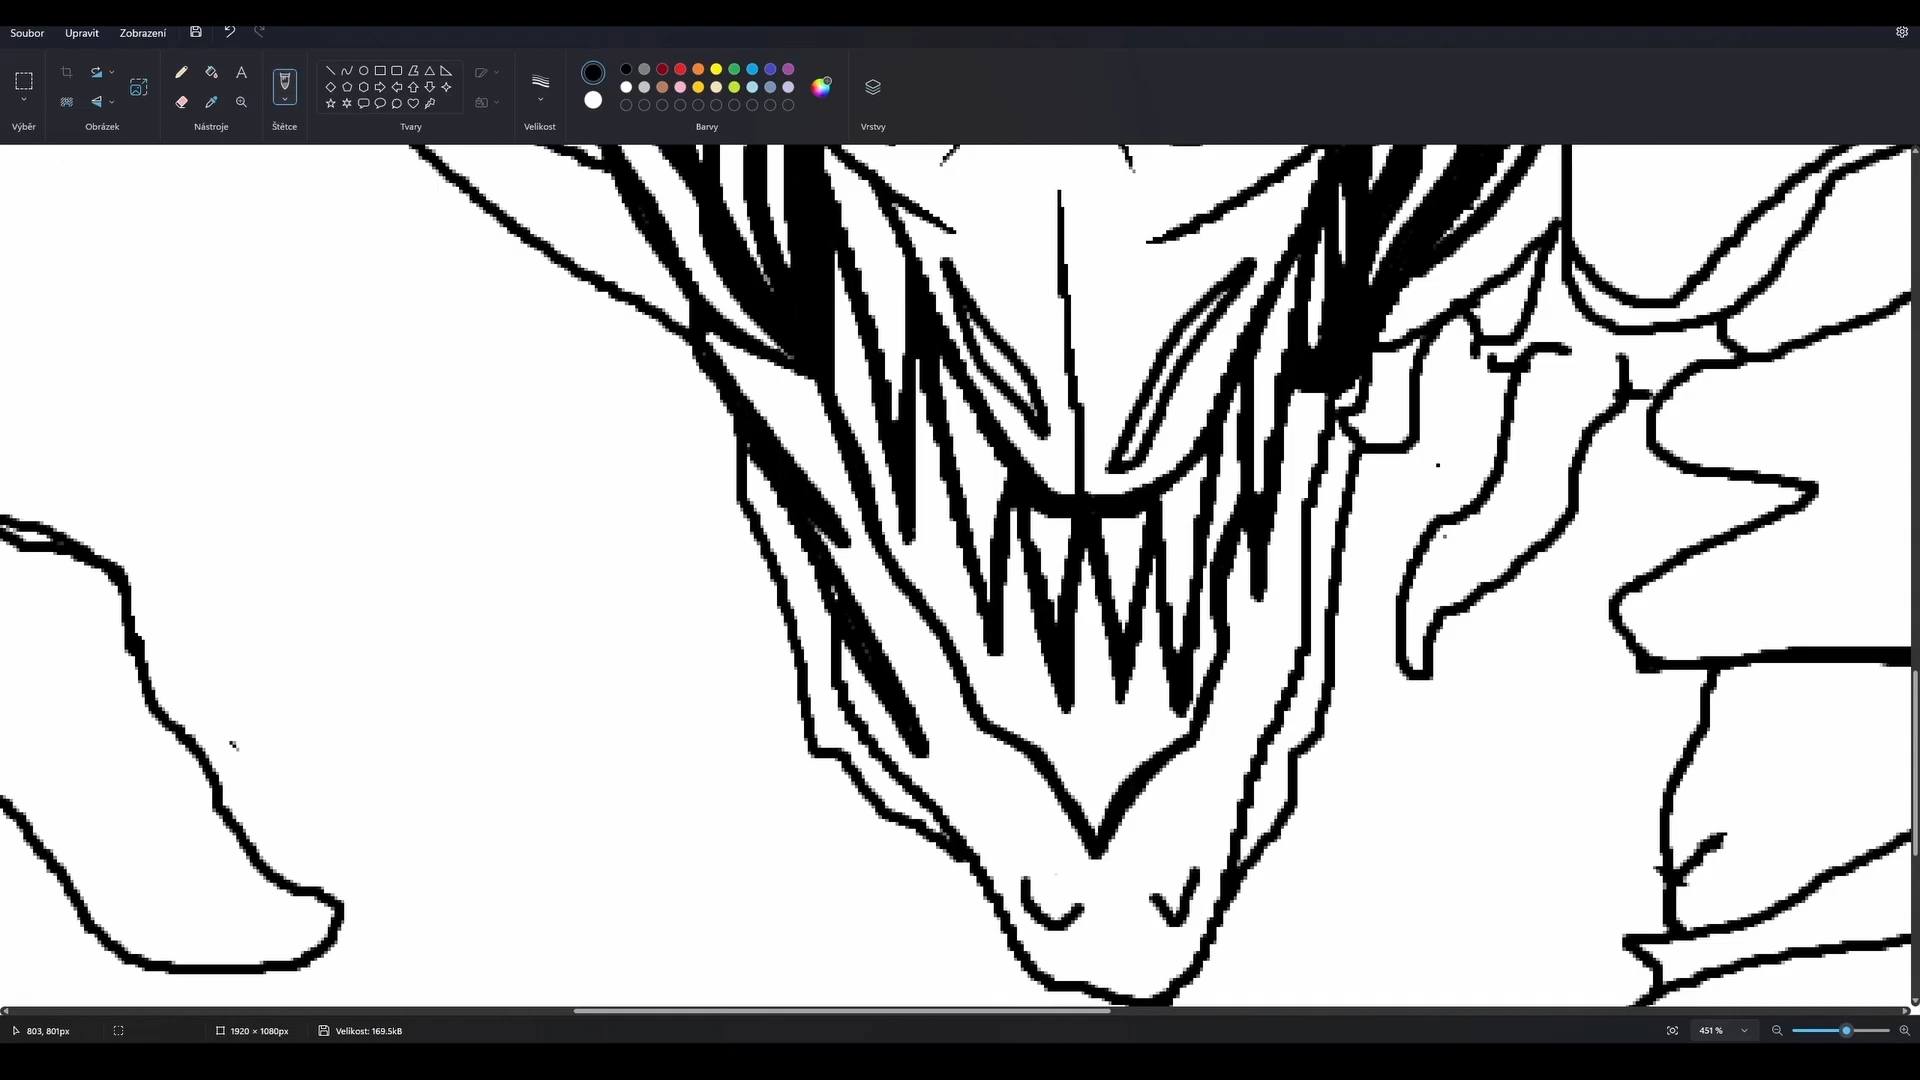 Soubor Upravit Zobrazení
Výběr Obrázek Nástroje Štětce Tvary Velikost Barvy Vrstvy
803, 801px 1920 × 1080px Velikost: 169.5kB 451 %